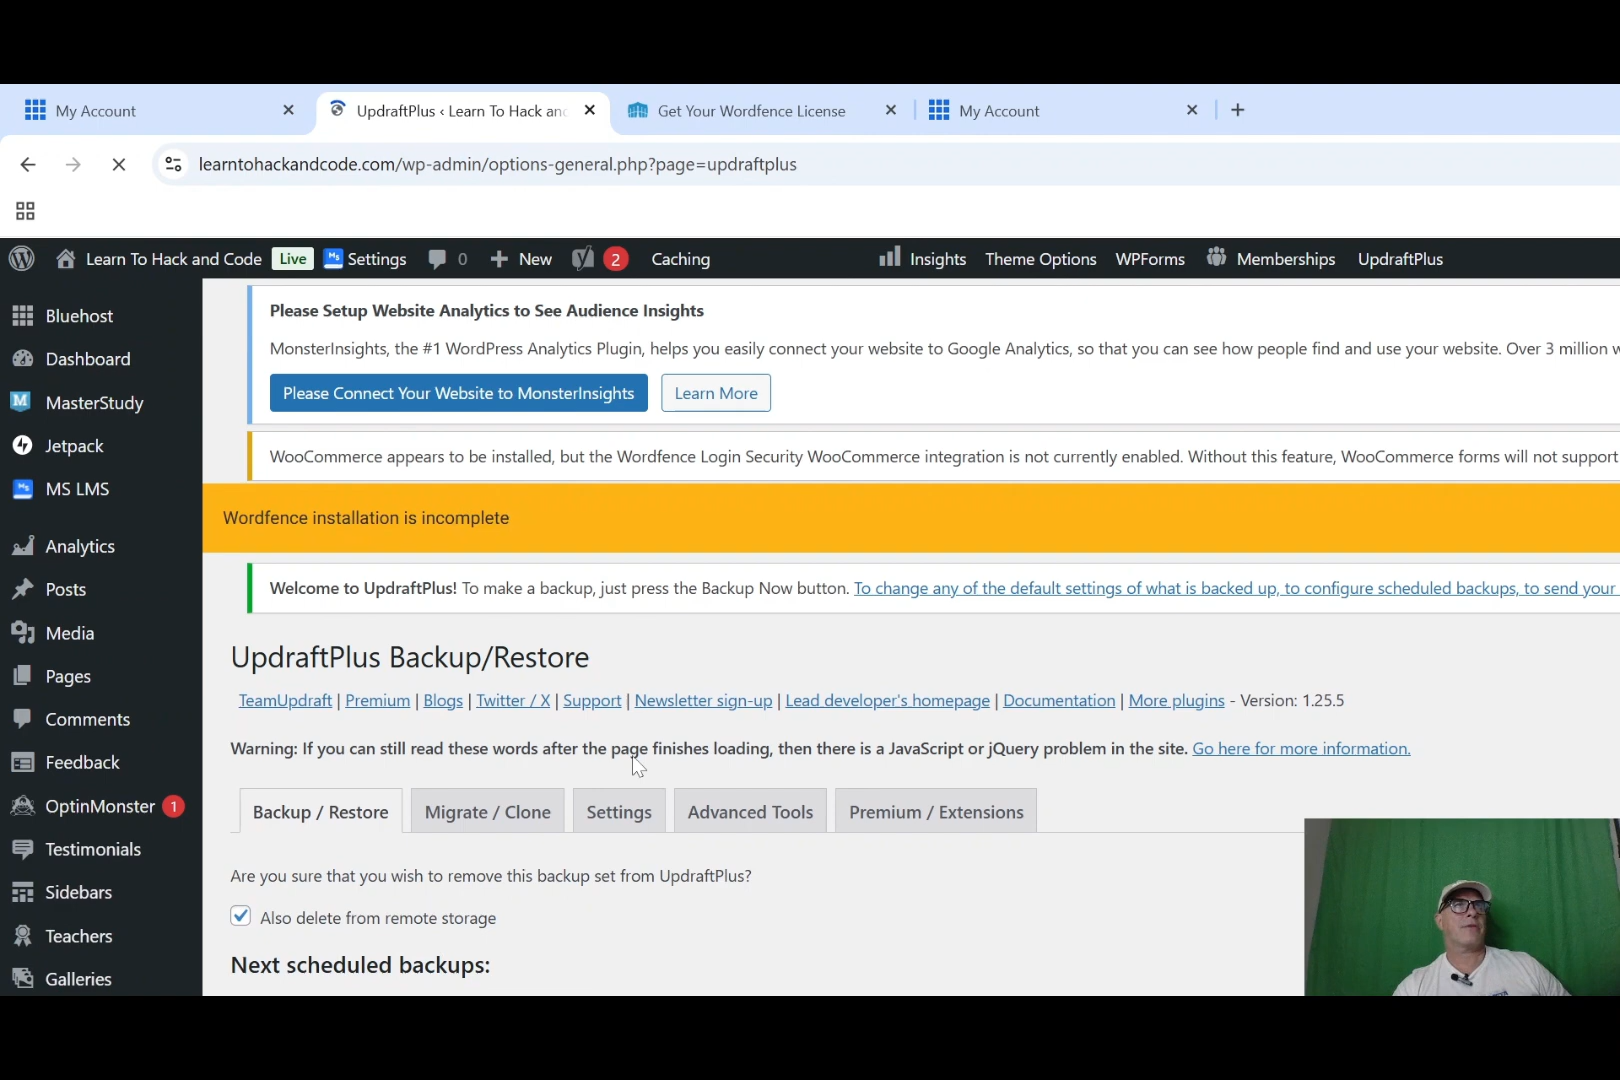 My Account
UpdraftPlus ‹ Learn To Hack an
Get Your Wordfence License
My Account
learntohackandcode.com/wp-admin/options-general.php?page=updraftplus
Learn To Hack and Code Live Settings 0 New 2 Caching Insights Theme Options WPForms Memberships UpdraftPlus
Bluehost
Dashboard
MasterStudy
Jetpack
MS LMS
Analytics
Posts
Media
Pages
Comments
Feedback
OptinMonster 1
Testimonials
Sidebars
Teachers
Galleries
Please Setup Website Analytics to See Audience Insights
MonsterInsights, the #1 WordPress Analytics Plugin, helps you easily connect your website to Google Analytics, so that you can see how people find and use your website. Over 3 million w
Please Connect Your Website to MonsterInsights Learn More
WooCommerce appears to be installed, but the Wordfence Login Security WooCommerce integration is not currently enabled. Without this feature, WooCommerce forms will not support
Wordfence installation is incomplete
Welcome to UpdraftPlus! To make a backup, just press the Backup Now button. To change any of the default settings of what is backed up, to configure scheduled backups, to send your
UpdraftPlus Backup/Restore
TeamUpdraft | Premium | Blogs | Twitter / X | Support | Newsletter sign-up | Lead developer's homepage | Documentation | More plugins - Version: 1.25.5
Warning: If you can still read these words after the page finishes loading, then there is a JavaScript or jQuery problem in the site. Go here for more information.
Backup / Restore Migrate / Clone Settings Advanced Tools Premium / Extensions
Are you sure that you wish to remove this backup set from UpdraftPlus?
Also delete from remote storage
Next scheduled backups: